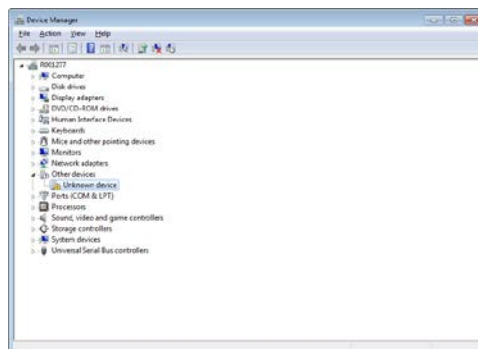 Device Manager
File Action View Help
Computer
Disk drives
Display adapters
DVD/CD-ROM drives
Human Interface Devices
Keyboards
Mice and other pointing devices
Monitors
Network adapters
Other devices
Unknown device
Ports (COM & LPT)
Processors
Sound, video and game controllers
Storage controllers
System devices
Universal Serial Bus controllers